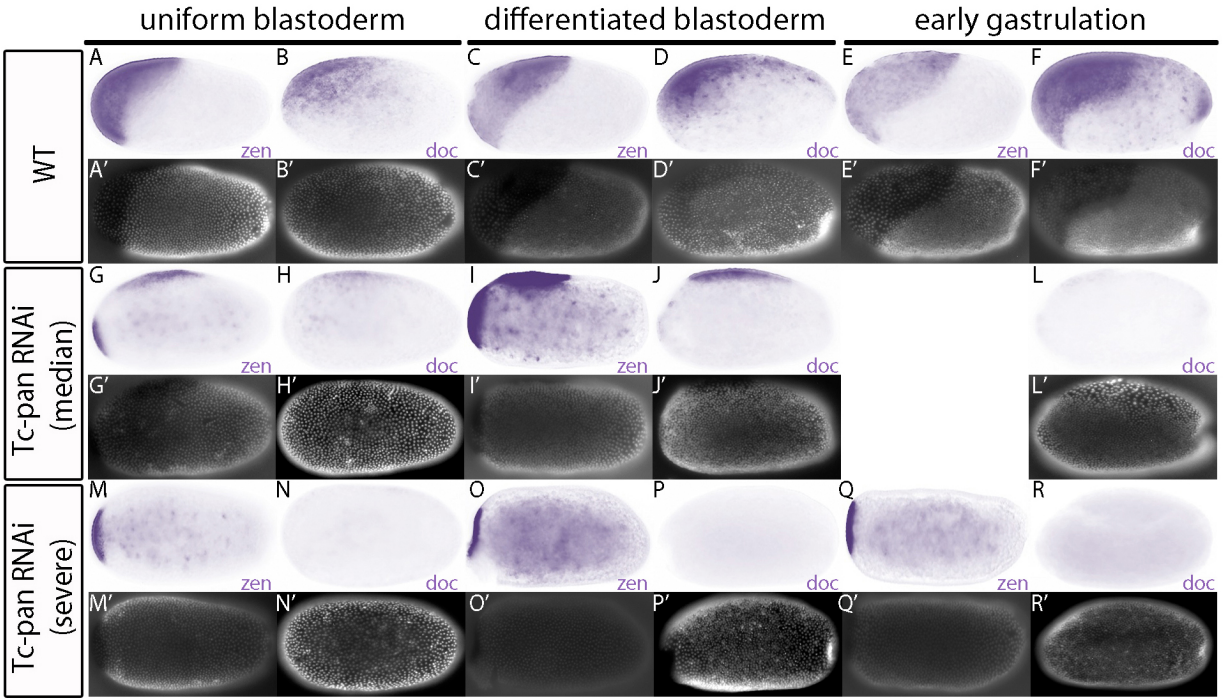 uniform blastoderm differentiated blastoderm early gastrulation
WT
A B C D E F
zen doc zen doc zen doc
A' B' C' D' E' F'
Tc-pan RNAi
(median)
G H I J L
zen doc zen doc doc
G' H' I' J' L'
Tc-pan RNAi
(severe)
M N O P Q R
zen doc zen doc zen doc
M' N' O' P' Q' R'